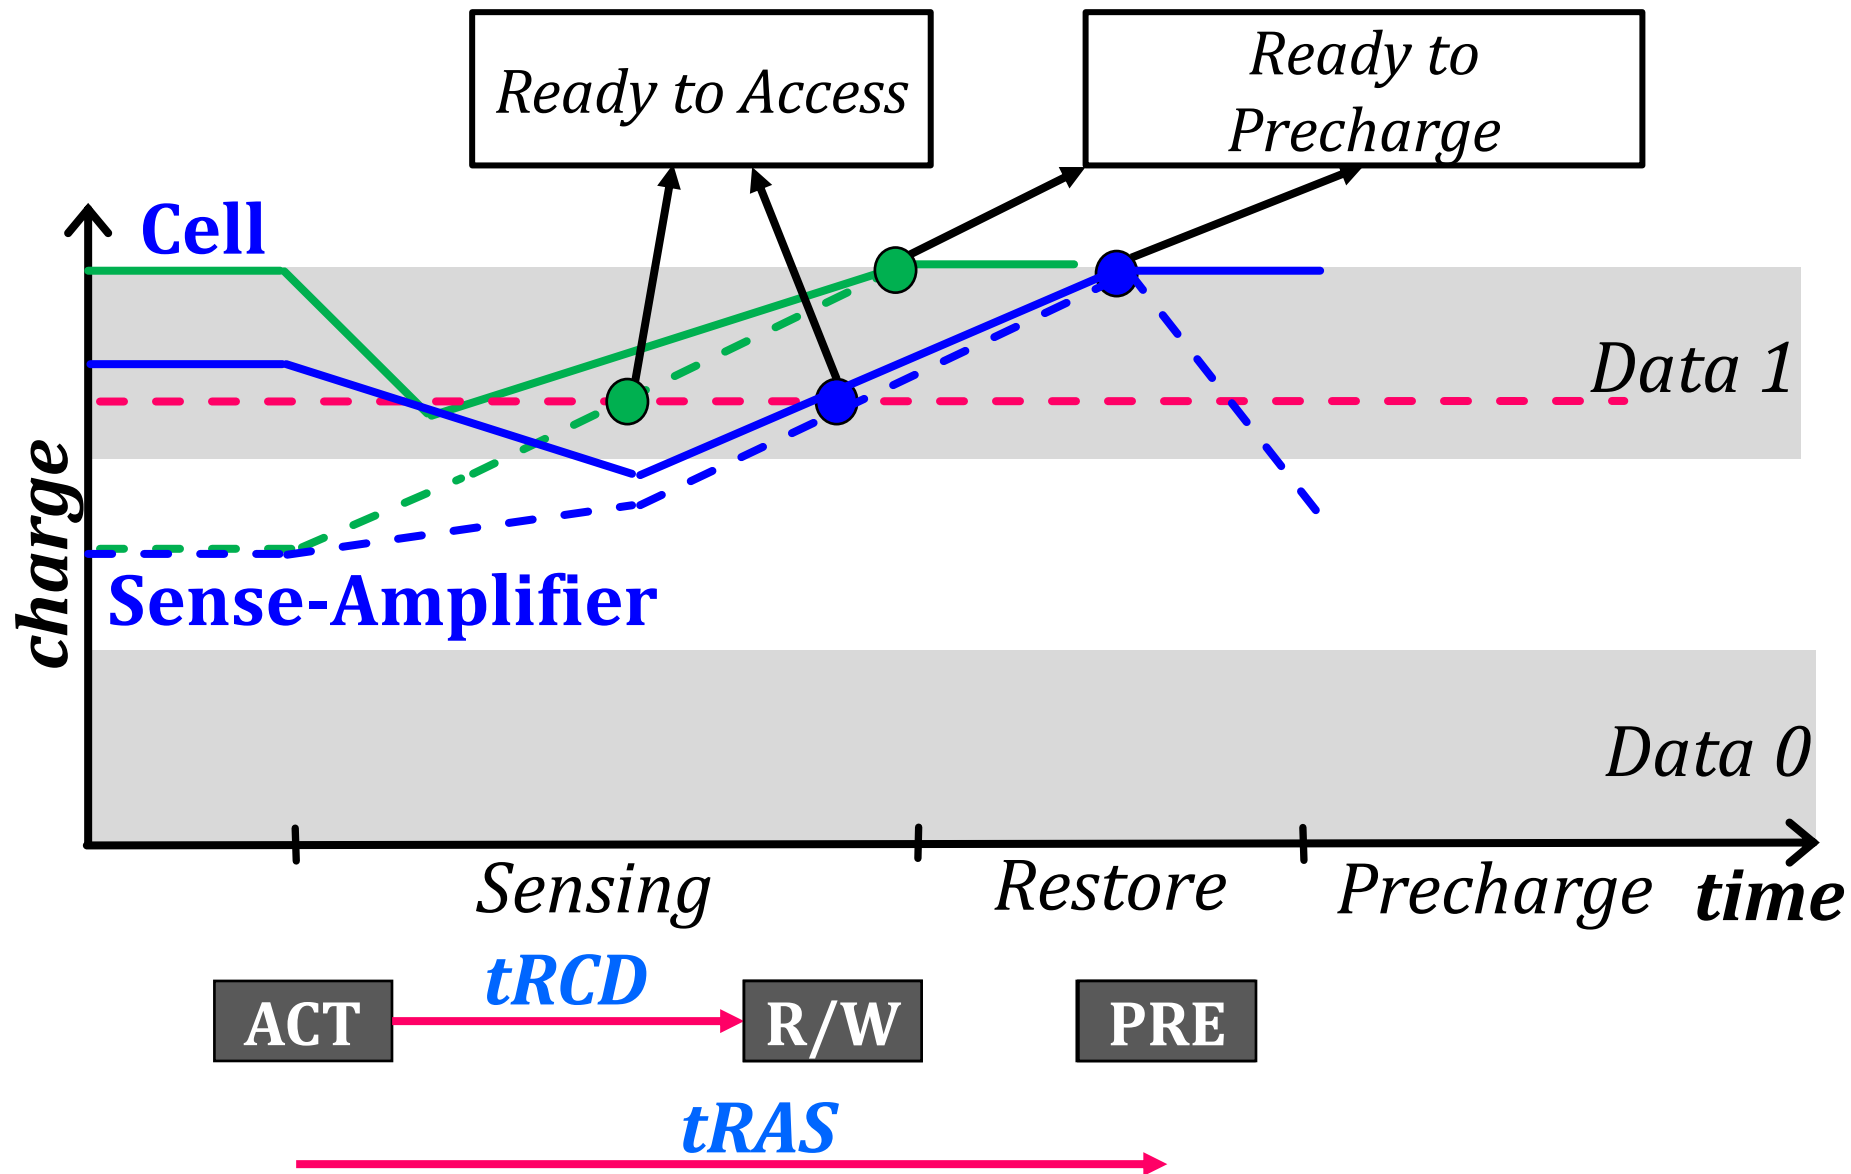 Ready to Access
Ready to
Precharge
Cell
Data 1
charge
Sense-Amplifier
Data 0
Sensing
Restore
Precharge
time
tRCD
ACT
R/W
PRE
tRAS